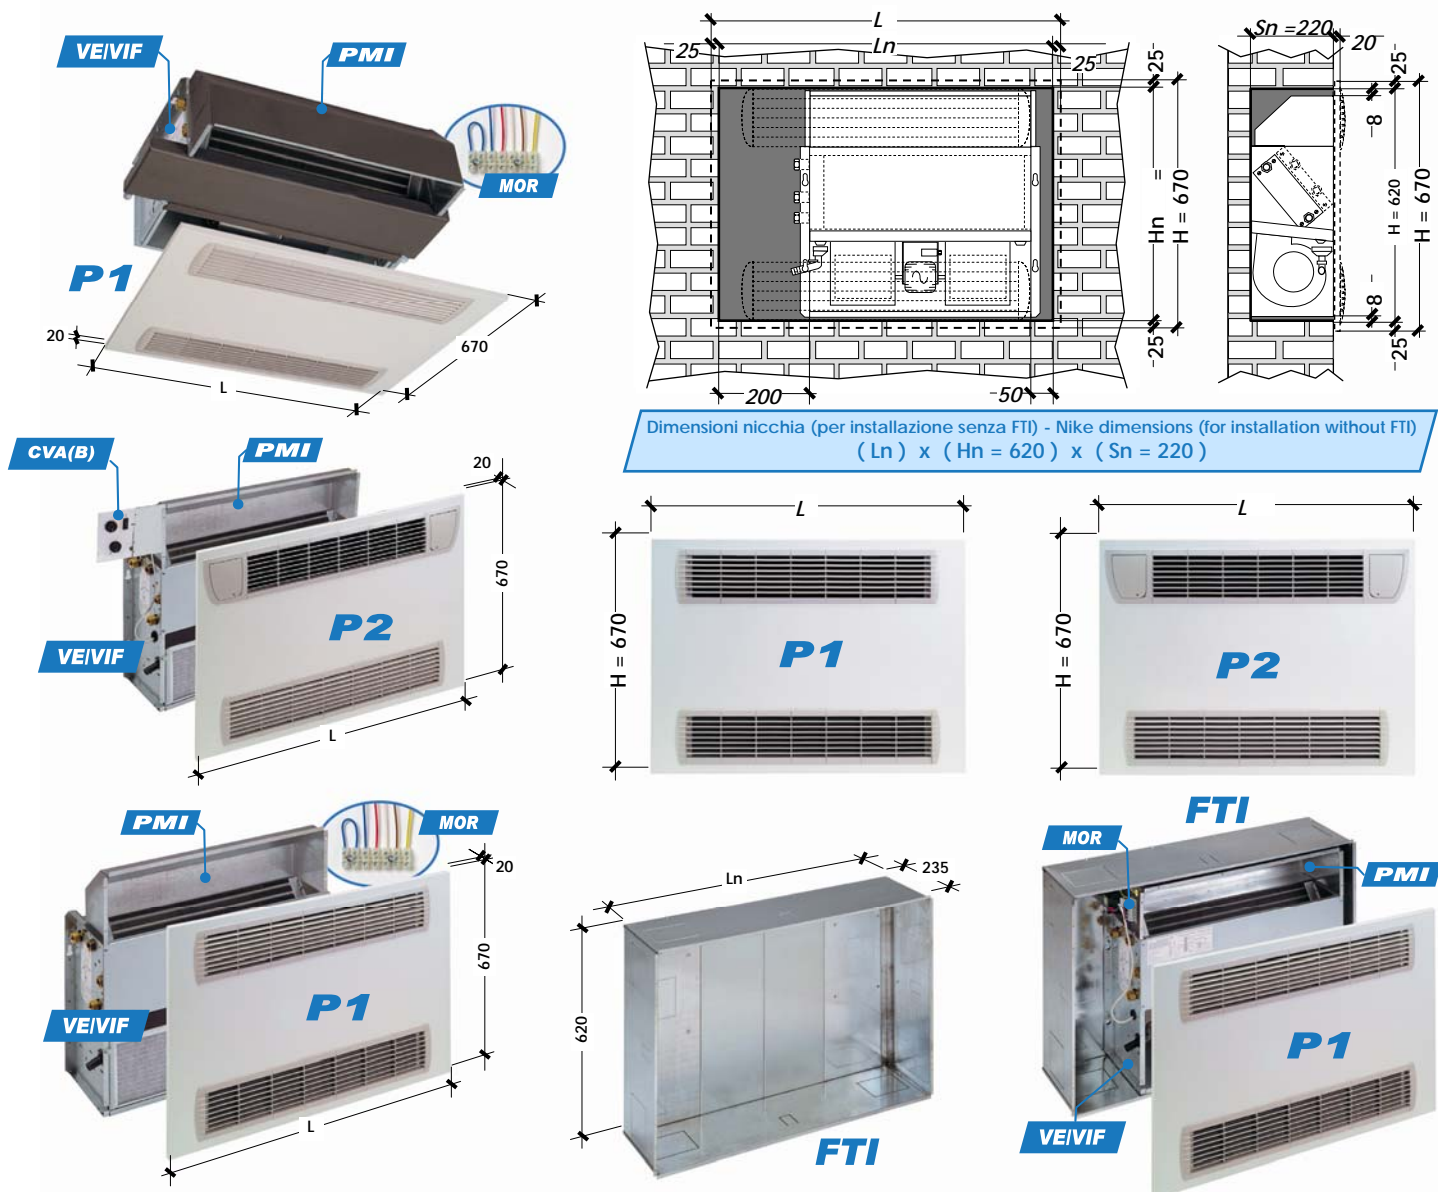 VE/VIF
PMI
MOR
P1
20
670
L
L
Ln
25
25
25
Hn =
H = 670
25
200
50
Sn =220
20
25
8
H = 620
H = 670
8
25
Dimensioni nicchia (per installazione senza FTI) - Nike dimensions (for installation without FTI)
( Ln ) x ( Hn = 620 ) x ( Sn = 220 )
CVA(B)
PMI
20
670
P2
VE/VIF
L
L
H = 670
P1
L
H = 670
P2
PMI
MOR
20
670
P1
VE/VIF
L
Ln
235
620
FTI
FTI
MOR
PMI
P1
VE/VIF